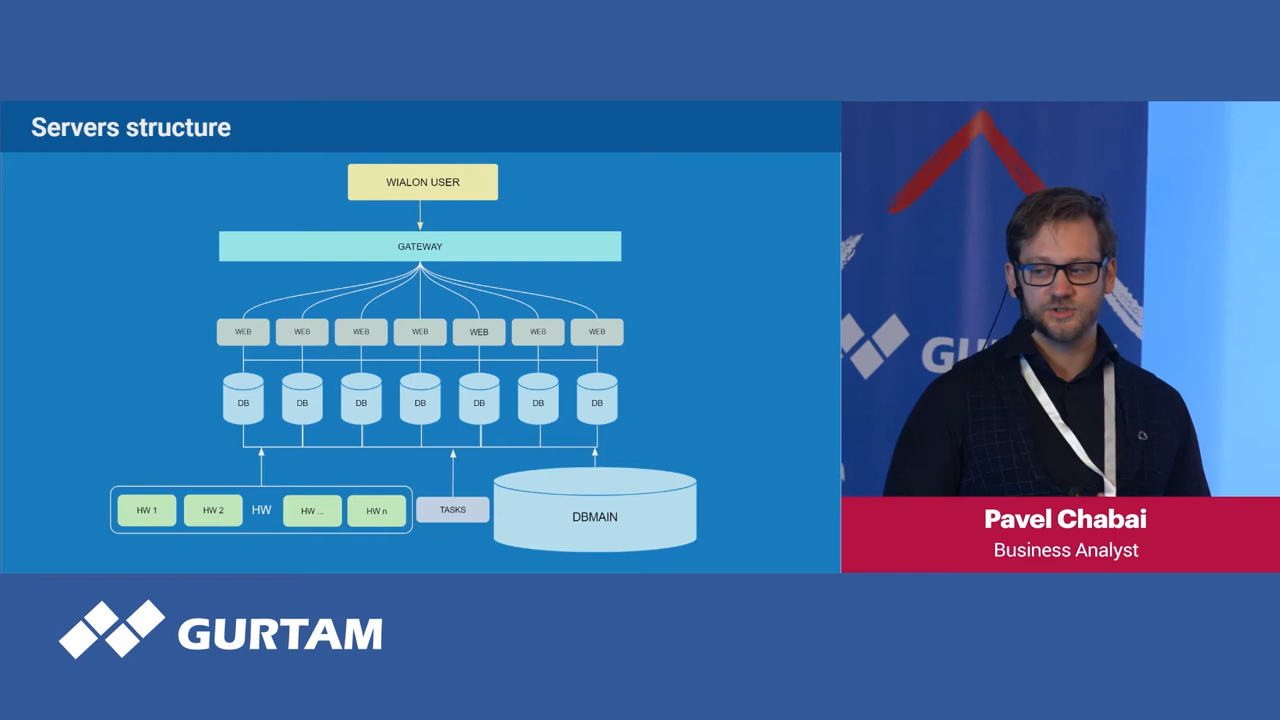 Servers structure
WIALON USER
GATEWAY
WEB WEB WEB WEB WEB WEB WEB
DB DB DB DB DB DB DB
HW 1 HW 2 HW HW ... HW n TASKS DBMAIN
Pavel Chabai
Business Analyst
GURTAM